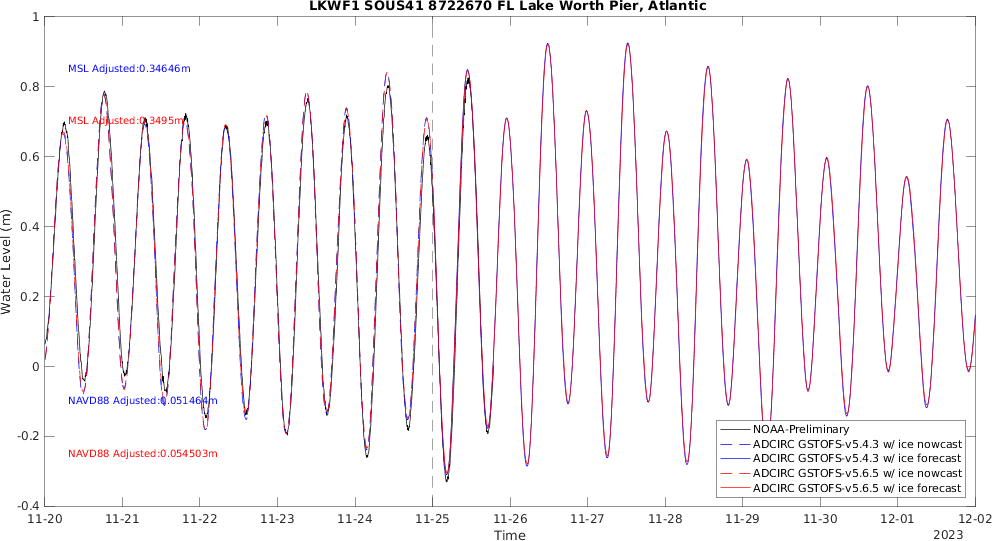 LKWF1 SOUS41 8722670 FL Lake Worth Pier, Atlantic
1
0.8
0.6
0.4
0.2
0
-0.2
-0.4
Water Level (m)
MSL Adjusted:0.34646m
MSL Adjusted:0.3495m
NAVD88 Adjusted:0.051464m
NAVD88 Adjusted:0.054503m
NOAA-Preliminary
ADCIRC GSTOFS-v5.4.3 w/ ice nowcast
ADCIRC GSTOFS-v5.4.3 w/ ice forecast
ADCIRC GSTOFS-v5.6.5 w/ ice nowcast
ADCIRC GSTOFS-v5.6.5 w/ ice forecast
11-20 11-21 11-22 11-23 11-24 11-25 11-26 11-27 11-28 11-29 11-30 12-01 12-02
Time
2023